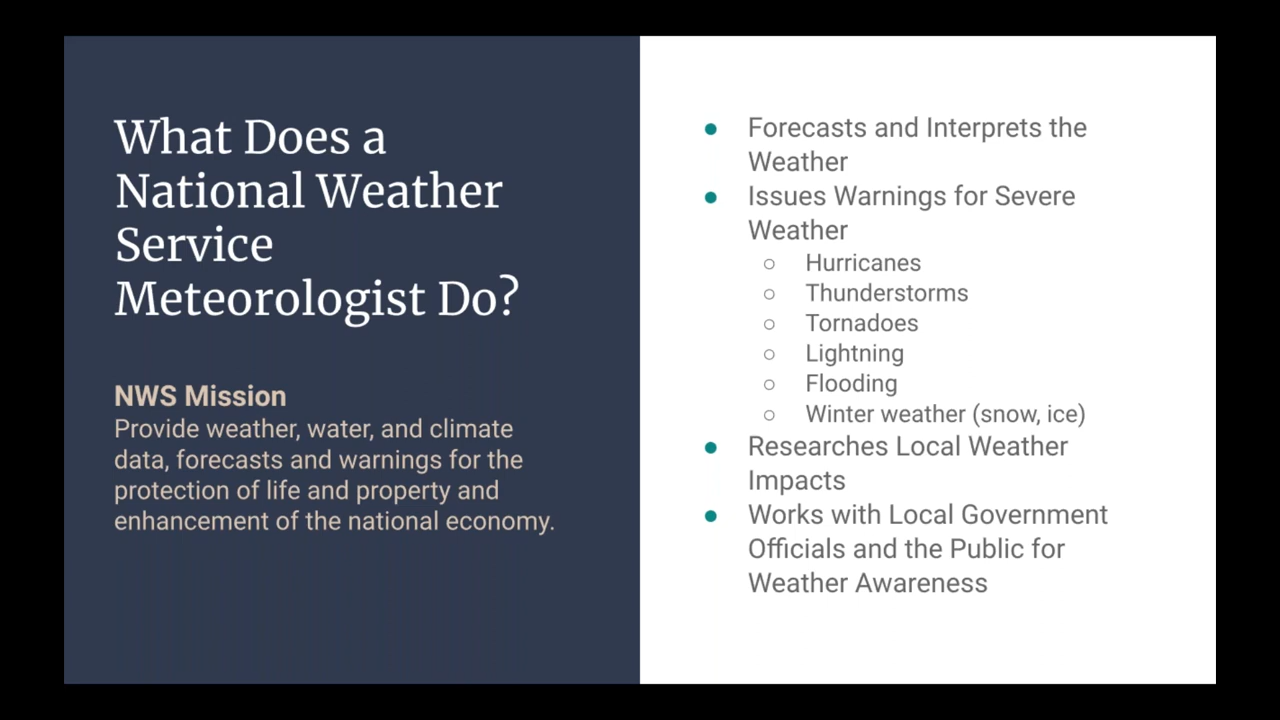 What Does a
National Weather
Service
Meteorologist Do?
NWS Mission
Provide weather, water, and climate
data, forecasts and warnings for the
protection of life and property and
enhancement of the national economy.
● Forecasts and Interprets the
Weather
● Issues Warnings for Severe
Weather
○ Hurricanes
○ Thunderstorms
○ Tornadoes
○ Lightning
○ Flooding
○ Winter weather (snow, ice)
● Researches Local Weather
Impacts
● Works with Local Government
Officials and the Public for
Weather Awareness